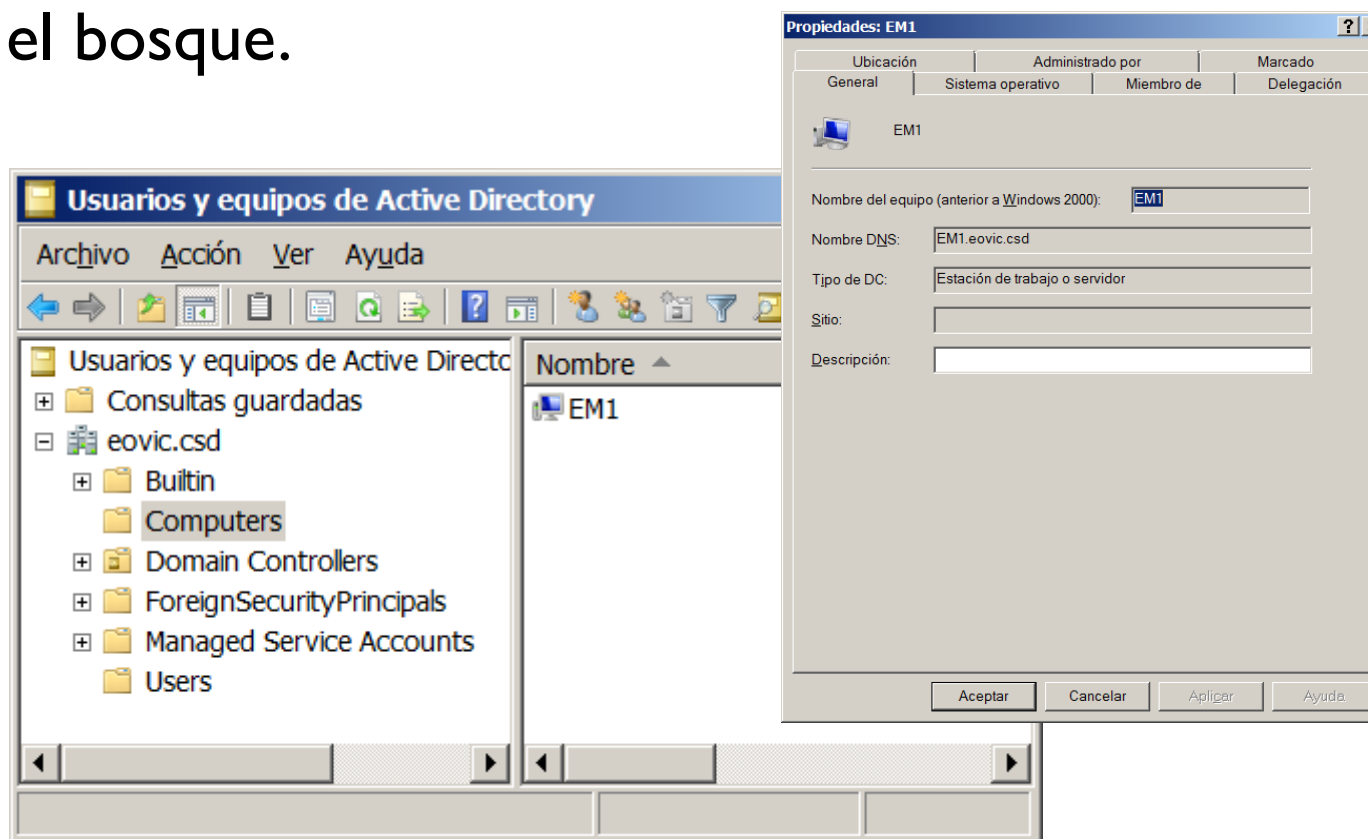 el bosque.
Usuarios y equipos de Active Directory
Archivo Acción Ver Ayuda
Usuarios y equipos de Active Directo
Consultas guardadas
eovic.csd
Builtin
Computers
Domain Controllers
ForeignSecurityPrincipals
Managed Service Accounts
Users
Nombre
EM1
Propiedades: EM1
Ubicación Administrado por Marcado
General Sistema operativo Miembro de Delegación
EM1
Nombre del equipo (anterior a Windows 2000): EM1
Nombre DNS: EM1.eovic.csd
Tipo de DC: Estación de trabajo o servidor
Sitio:
Descripción:
Aceptar Cancelar Aplicar Ayuda